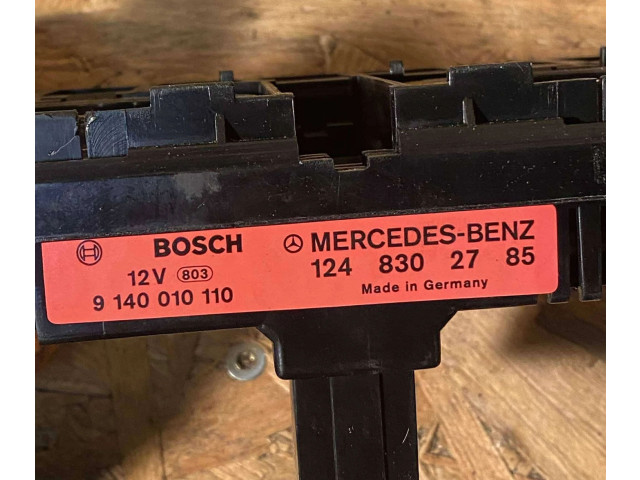 BOSCH
12V 803
9 140 010 110
MERCEDES-BENZ
124 830 27 85
Made in Germany